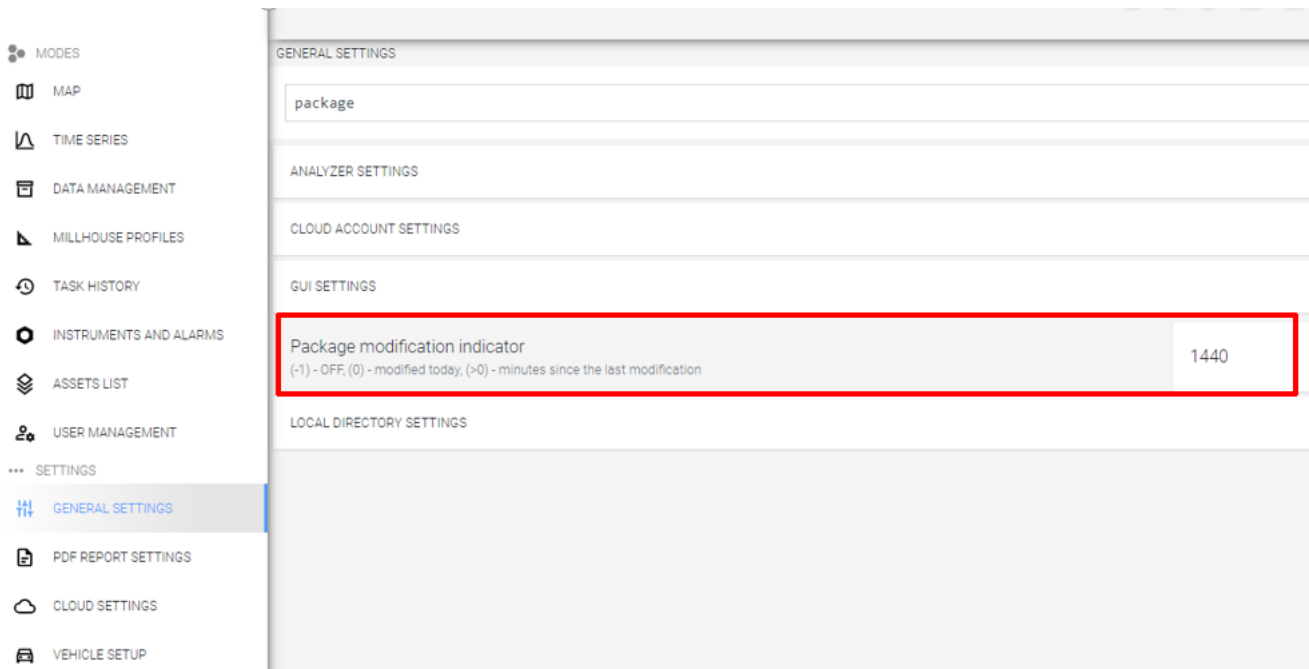 MODES
MAP
TIME SERIES
DATA MANAGEMENT
MILLHOUSE PROFILES
TASK HISTORY
INSTRUMENTS AND ALARMS
ASSETS LIST
USER MANAGEMENT
SETTINGS
GENERAL SETTINGS
PDF REPORT SETTINGS
CLOUD SETTINGS
VEHICLE SETUP
GENERAL SETTINGS
package
ANALYZER SETTINGS
CLOUD ACCOUNT SETTINGS
GUI SETTINGS
Package modification indicator
1440
(-1) - OFF, (0) - modified today, (>0) - minutes since the last modification
LOCAL DIRECTORY SETTINGS